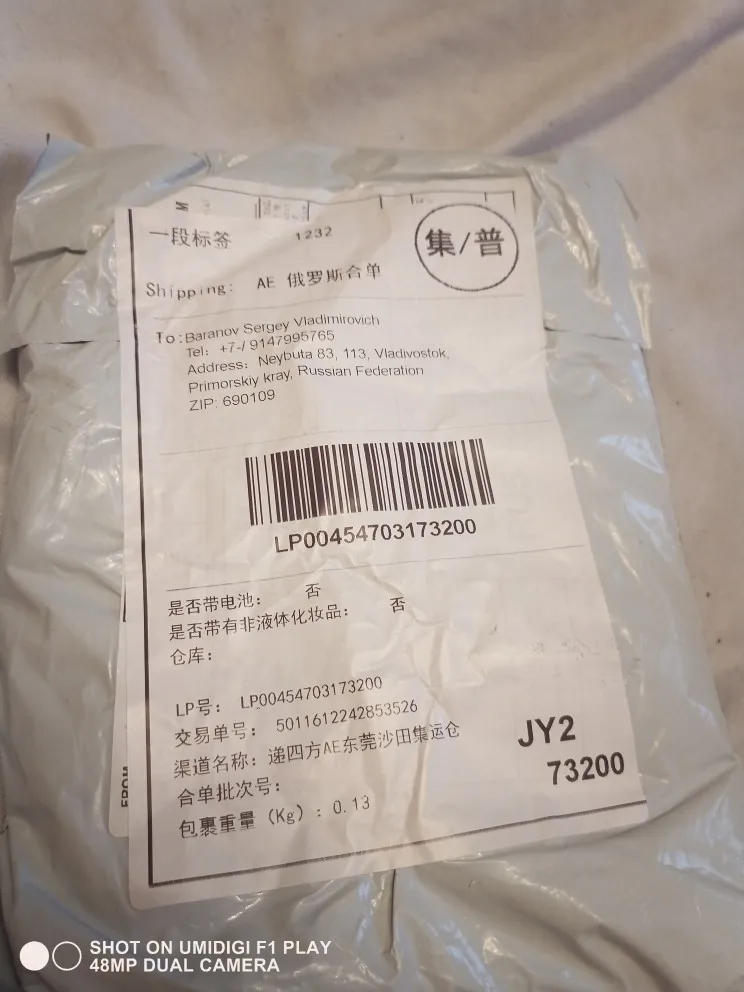 一段标签 1232 集/普
Shipping: AE 俄罗斯合单
To: Baranov Sergey Vladimirovich
Tel: +7-/ 9147995765
Address: Neybuta 83, 113, Vladivostok,
Primorskiy kray, Russian Federation
ZIP: 690109
LP00454703173200
是否带电池: 否
是否带有非液体化妆品: 否
仓库:
LP号: LP00454703173200
交易单号: 5011612242853526
渠道名称: 递四方AE东莞沙田集运仓
合单批次号:
包裹重量 (Kg) : 0.13
JY2
73200
FROM
SHOT ON UMIDIGI F1 PLAY
48MP DUAL CAMERA